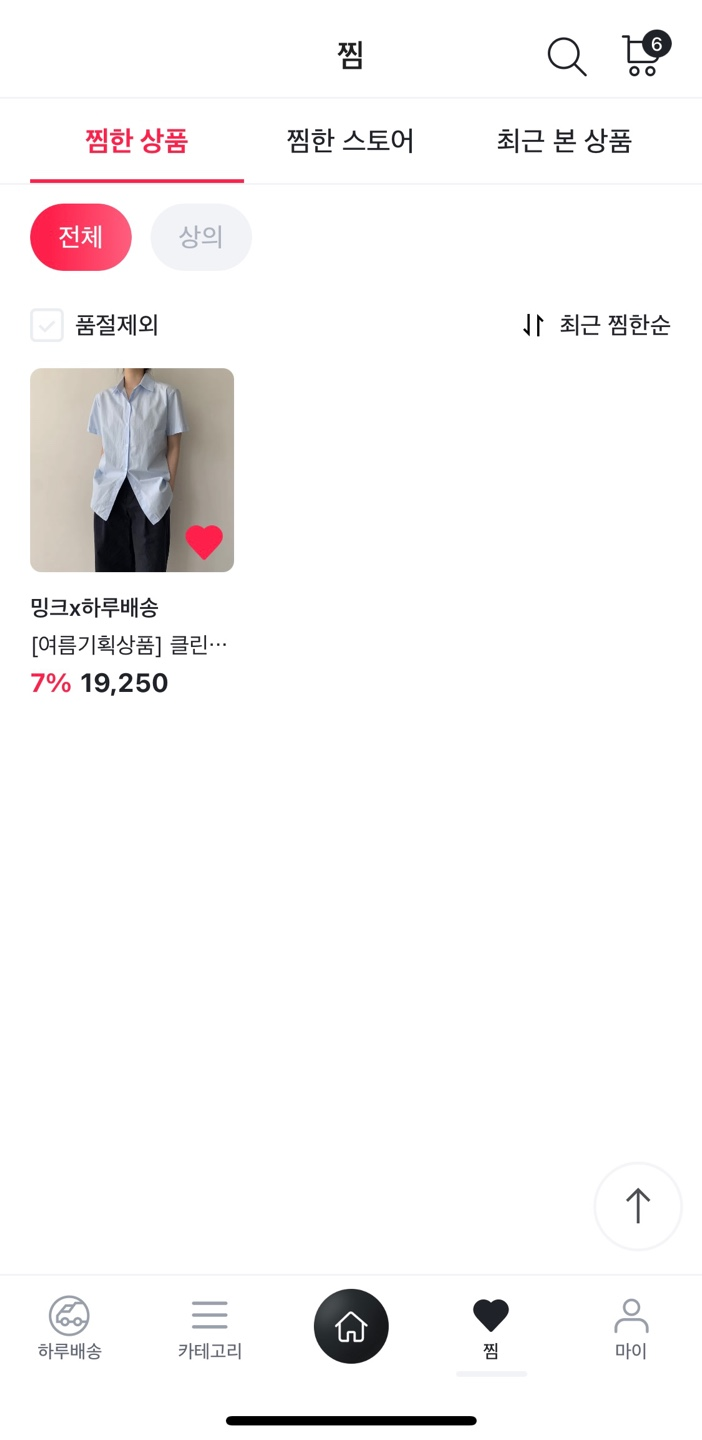 찜
6
찜한 상품
찜한 스토어
최근 본 상품
전체
상의
품절제외
최근 찜한순
밍크x하루배송
[여름기획상품] 클린…
7% 19,250
하루배송
카테고리
찜
마이